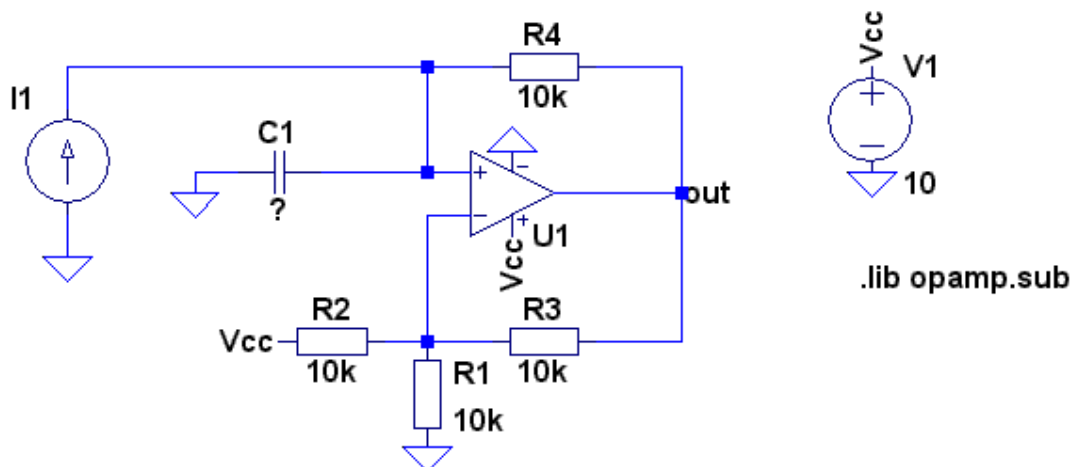 R4
10k
I1
C1
?
+
−
−
+
U1
Vcc
out
Vcc
R2
10k
R3
10k
R1
10k
Vcc
V1
+
−
10
.lib opamp.sub